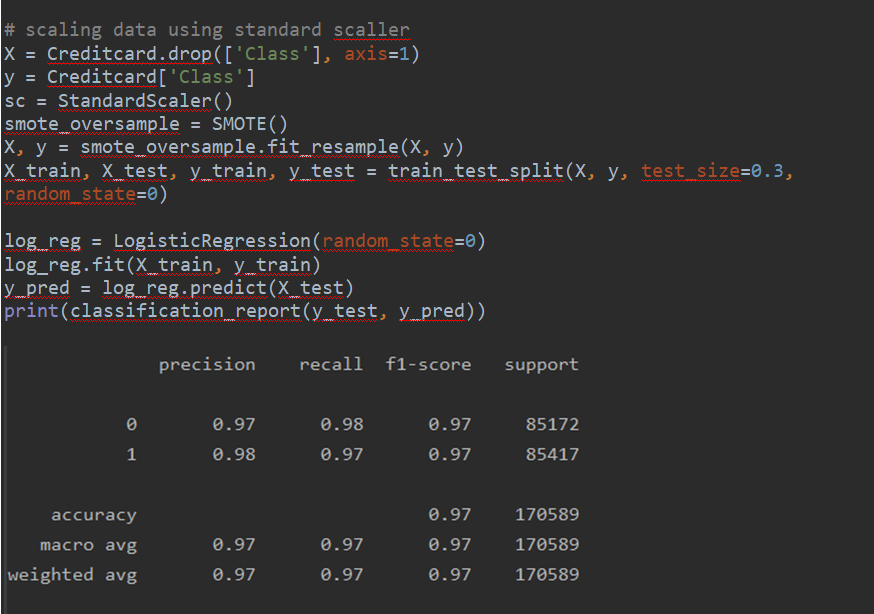 # scaling data using standard scaller
X = Creditcard.drop(['Class'], axis=1)
y = Creditcard['Class']
sc = StandardScaler()
smote_oversample = SMOTE()
X, y = smote_oversample.fit_resample(X, y)
X_train, X_test, y_train, y_test = train_test_split(X, y, test_size=0.3,
random_state=0)
log_reg = LogisticRegression(random_state=0)
log_reg.fit(X_train, y_train)
y_pred = log_reg.predict(X_test)
print(classification_report(y_test, y_pred))
precision recall f1-score support
0 0.97 0.98 0.97 85172
1 0.98 0.97 0.97 85417
accuracy 0.97 170589
macro avg 0.97 0.97 0.97 170589
weighted avg 0.97 0.97 0.97 170589